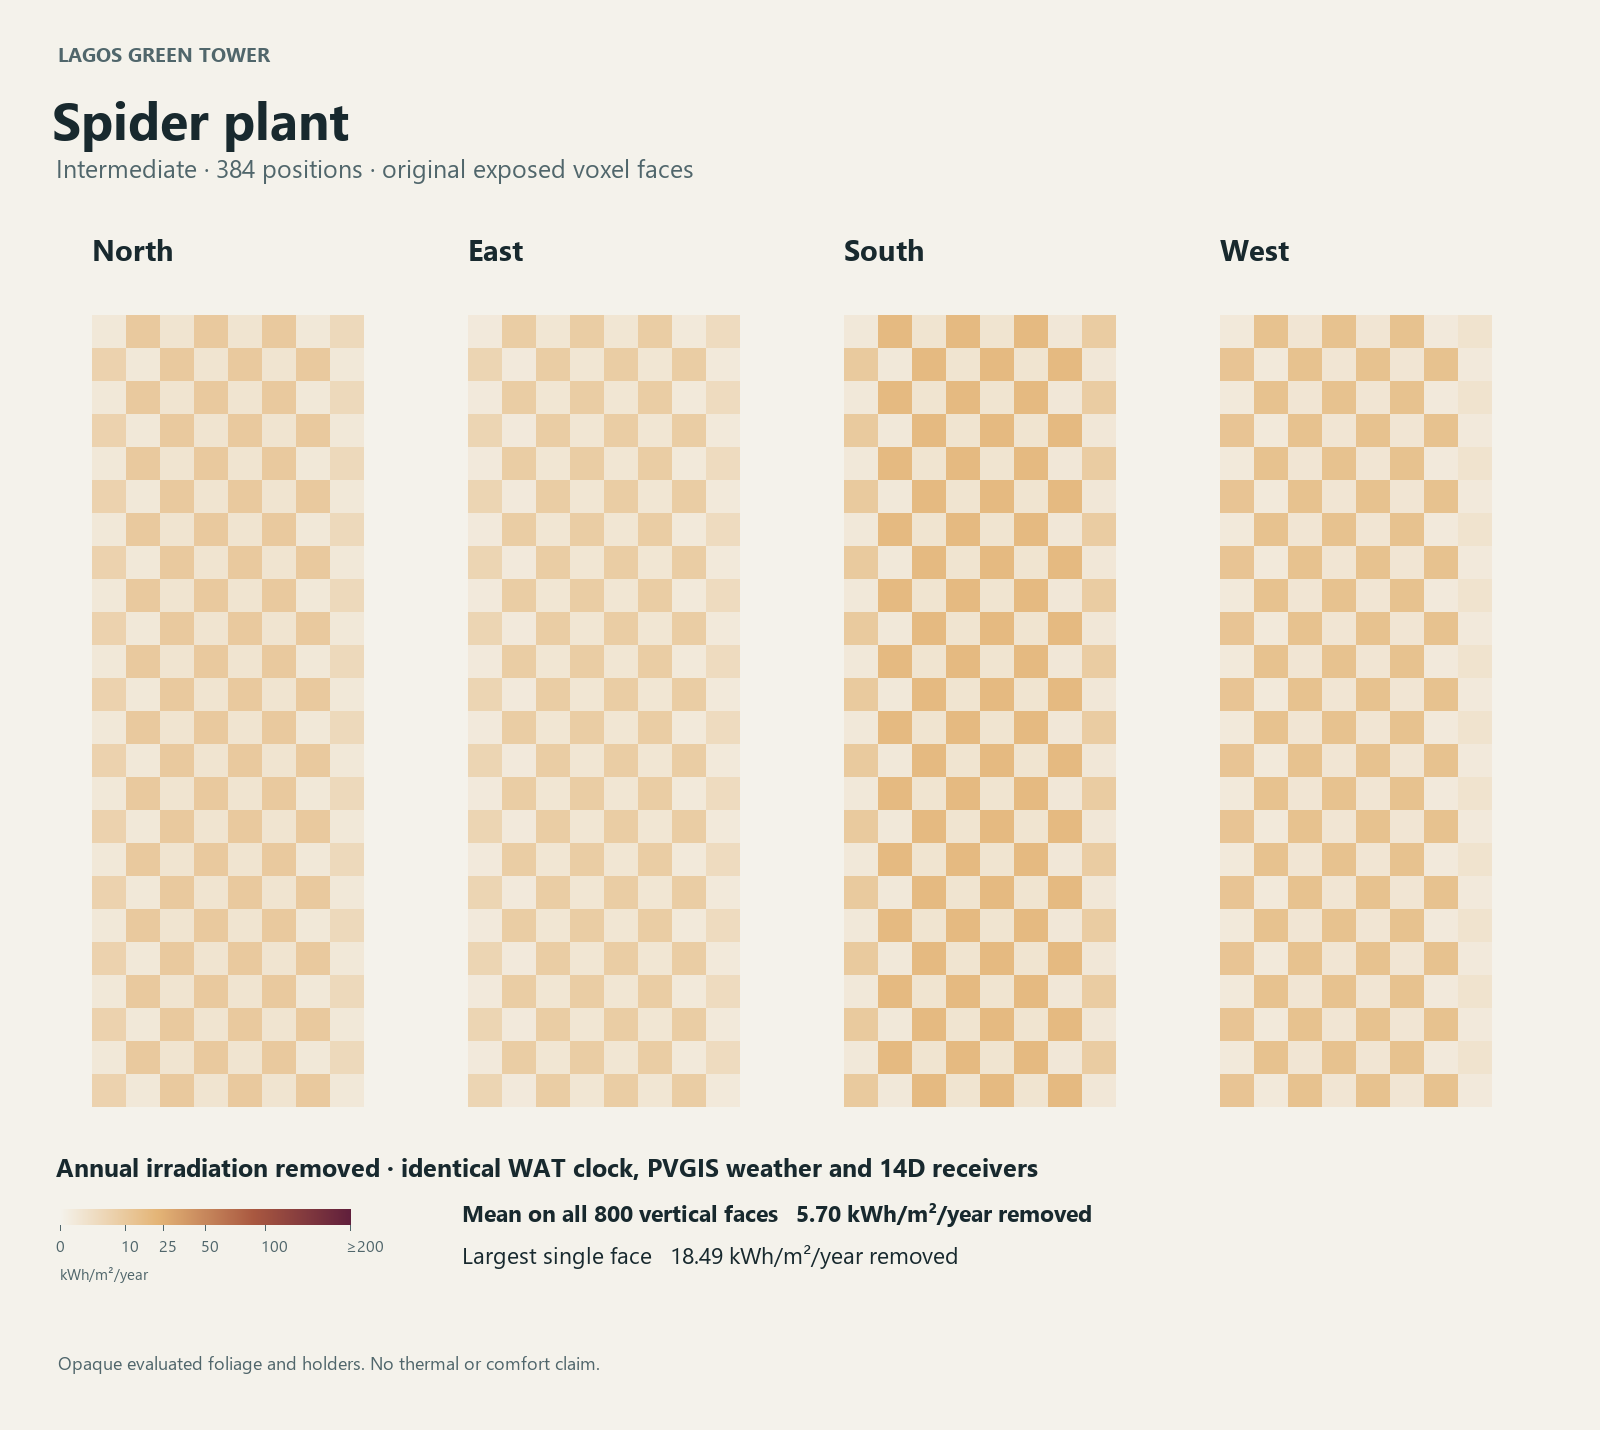 LAGOS GREEN TOWER
Spider plant
Intermediate · 384 positions · original exposed voxel faces
North East South West
Annual irradiation removed · identical WAT clock, PVGIS weather and 14D receivers
Mean on all 800 vertical faces 5.70 kWh/m²/year removed
0 10 25 50 100 ≥200
Largest single face 18.49 kWh/m²/year removed
kWh/m²/year
Opaque evaluated foliage and holders. No thermal or comfort claim.